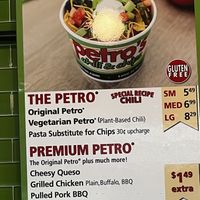 petro's
chili & chips
GLUTEN
FREE
THE PETRO®
SPECIAL RECIPE
CHILI
SM 5.49
Original Petro®
MED 6.99
Vegetarian Petro® (Plant-Based Chili)
LG 8.29
Pasta Substitute for Chips 30¢ upcharge
PREMIUM PETRO®
The Original Petro® plus much more!
Cheesy Queso
$1.49
Grilled Chicken Plain, Buffalo, BBQ
extra
Pulled Pork BBQ